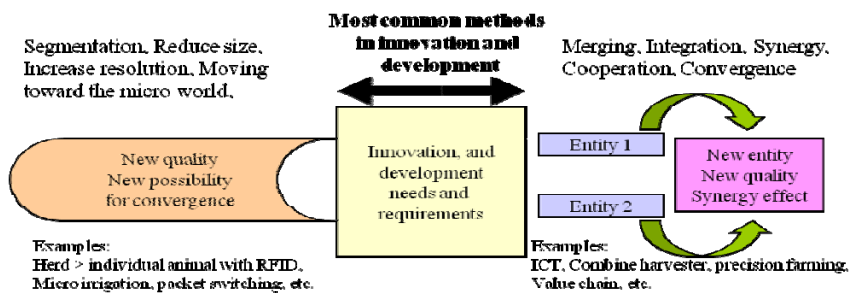 Most common methods
in innovation and
development
Segmentation, Reduce size,
Increase resolution, Moving
toward the micro world,
Merging, Integration, Synergy,
Cooperation, Convergence
New quality
New possibility
for convergence
Innovation, and
development
needs and
requirements
Entity 1
Entity 2
New entity
New quality
Synergy effect
Examples:
Herd > individual animal with RFID,
Micro irrigation, packet switching, etc.
Examples:
ICT, Combine harvester, precision farming,
Value chain, etc.